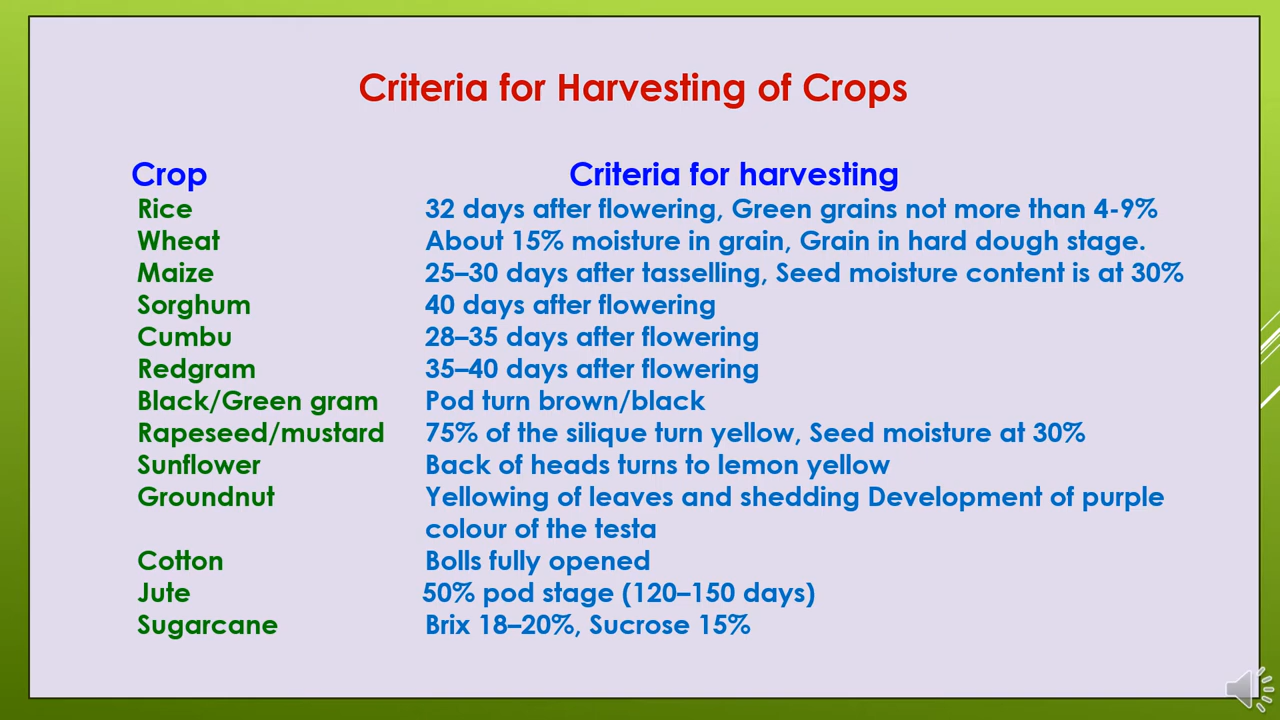 Criteria for Harvesting of Crops
Crop Criteria for harvesting
Rice 32 days after flowering, Green grains not more than 4-9%
Wheat About 15% moisture in grain, Grain in hard dough stage.
Maize 25–30 days after tasselling, Seed moisture content is at 30%
Sorghum 40 days after flowering
Cumbu 28–35 days after flowering
Redgram 35–40 days after flowering
Black/Green gram Pod turn brown/black
Rapeseed/mustard 75% of the silique turn yellow, Seed moisture at 30%
Sunflower Back of heads turns to lemon yellow
Groundnut Yellowing of leaves and shedding Development of purple
colour of the testa
Cotton Bolls fully opened
Jute 50% pod stage (120–150 days)
Sugarcane Brix 18–20%, Sucrose 15%